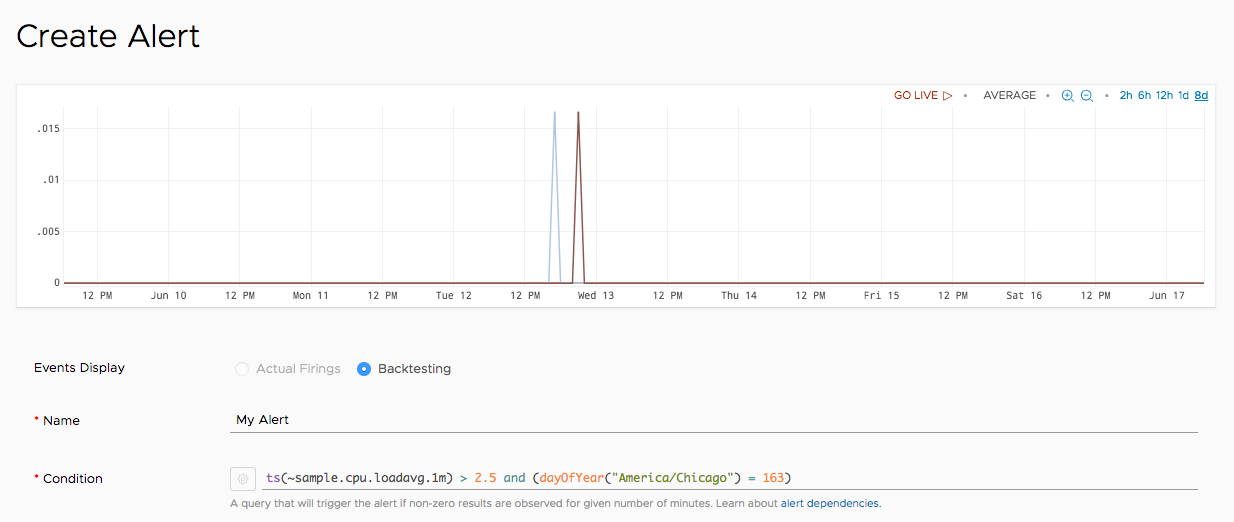 Create Alert
GO LIVE ▷ • AVERAGE • • 2h 6h 12h 1d 8d
.015
.01
.005
0
12 PM Jun 10 12 PM Mon 11 12 PM Tue 12 12 PM Wed 13 12 PM Thu 14 12 PM Fri 15 12 PM Sat 16 12 PM Jun 17
Events Display Actual Firings Backtesting
* Name My Alert
* Condition ts(~sample.cpu.loadavg.1m) > 2.5 and (dayOfYear("America/Chicago") = 163)
A query that will trigger the alert if non-zero results are observed for given number of minutes. Learn about alert dependencies.